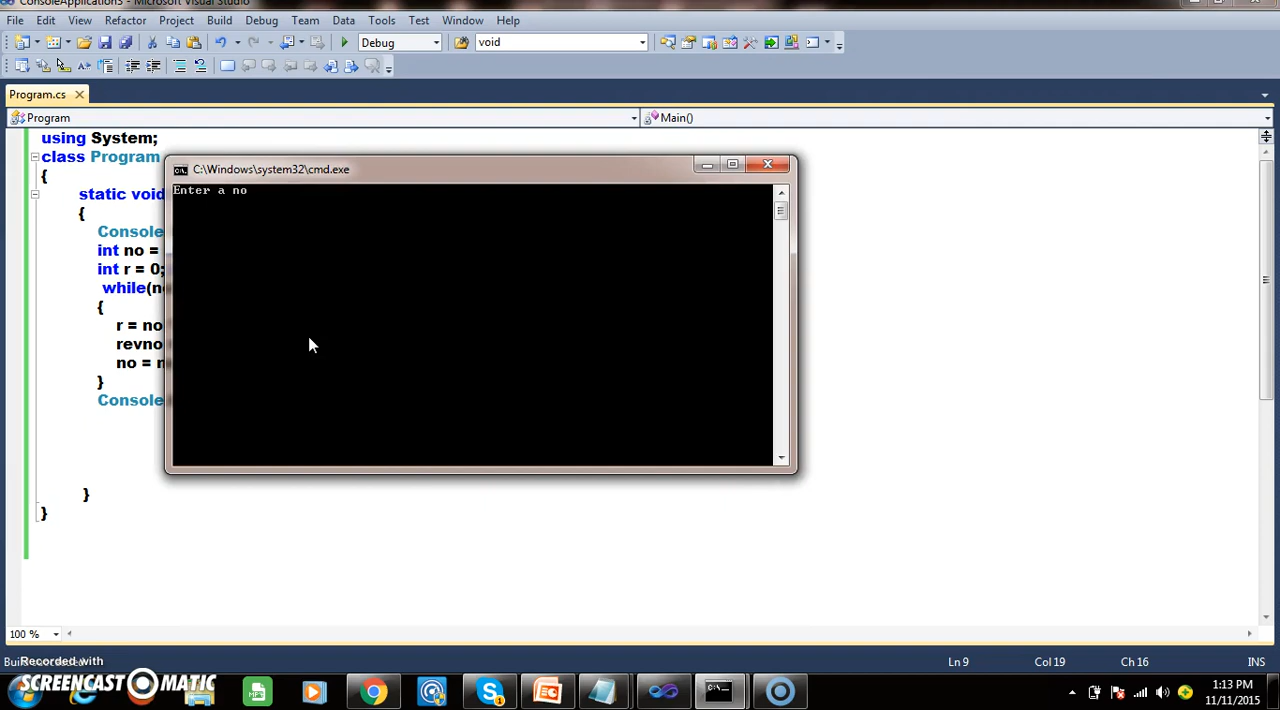 ConsoleApplication3 - Microsoft Visual Studio
File Edit View Refactor Project Build Debug Team Data Tools Test Window Help
Debug void
Program.cs
Program Main()
using System;
class Program
{
static void
{
Console
int no =
int r = 0;
while(no
{
r = no
revno
no =
}
Console
}
}
C:\Windows\system32\cmd.exe
Enter a no
100 %
Ln 9 Col 19 Ch 16 INS
Recorded with
SCREENCAST MATIC
MP3
1:13 PM
11/11/2015